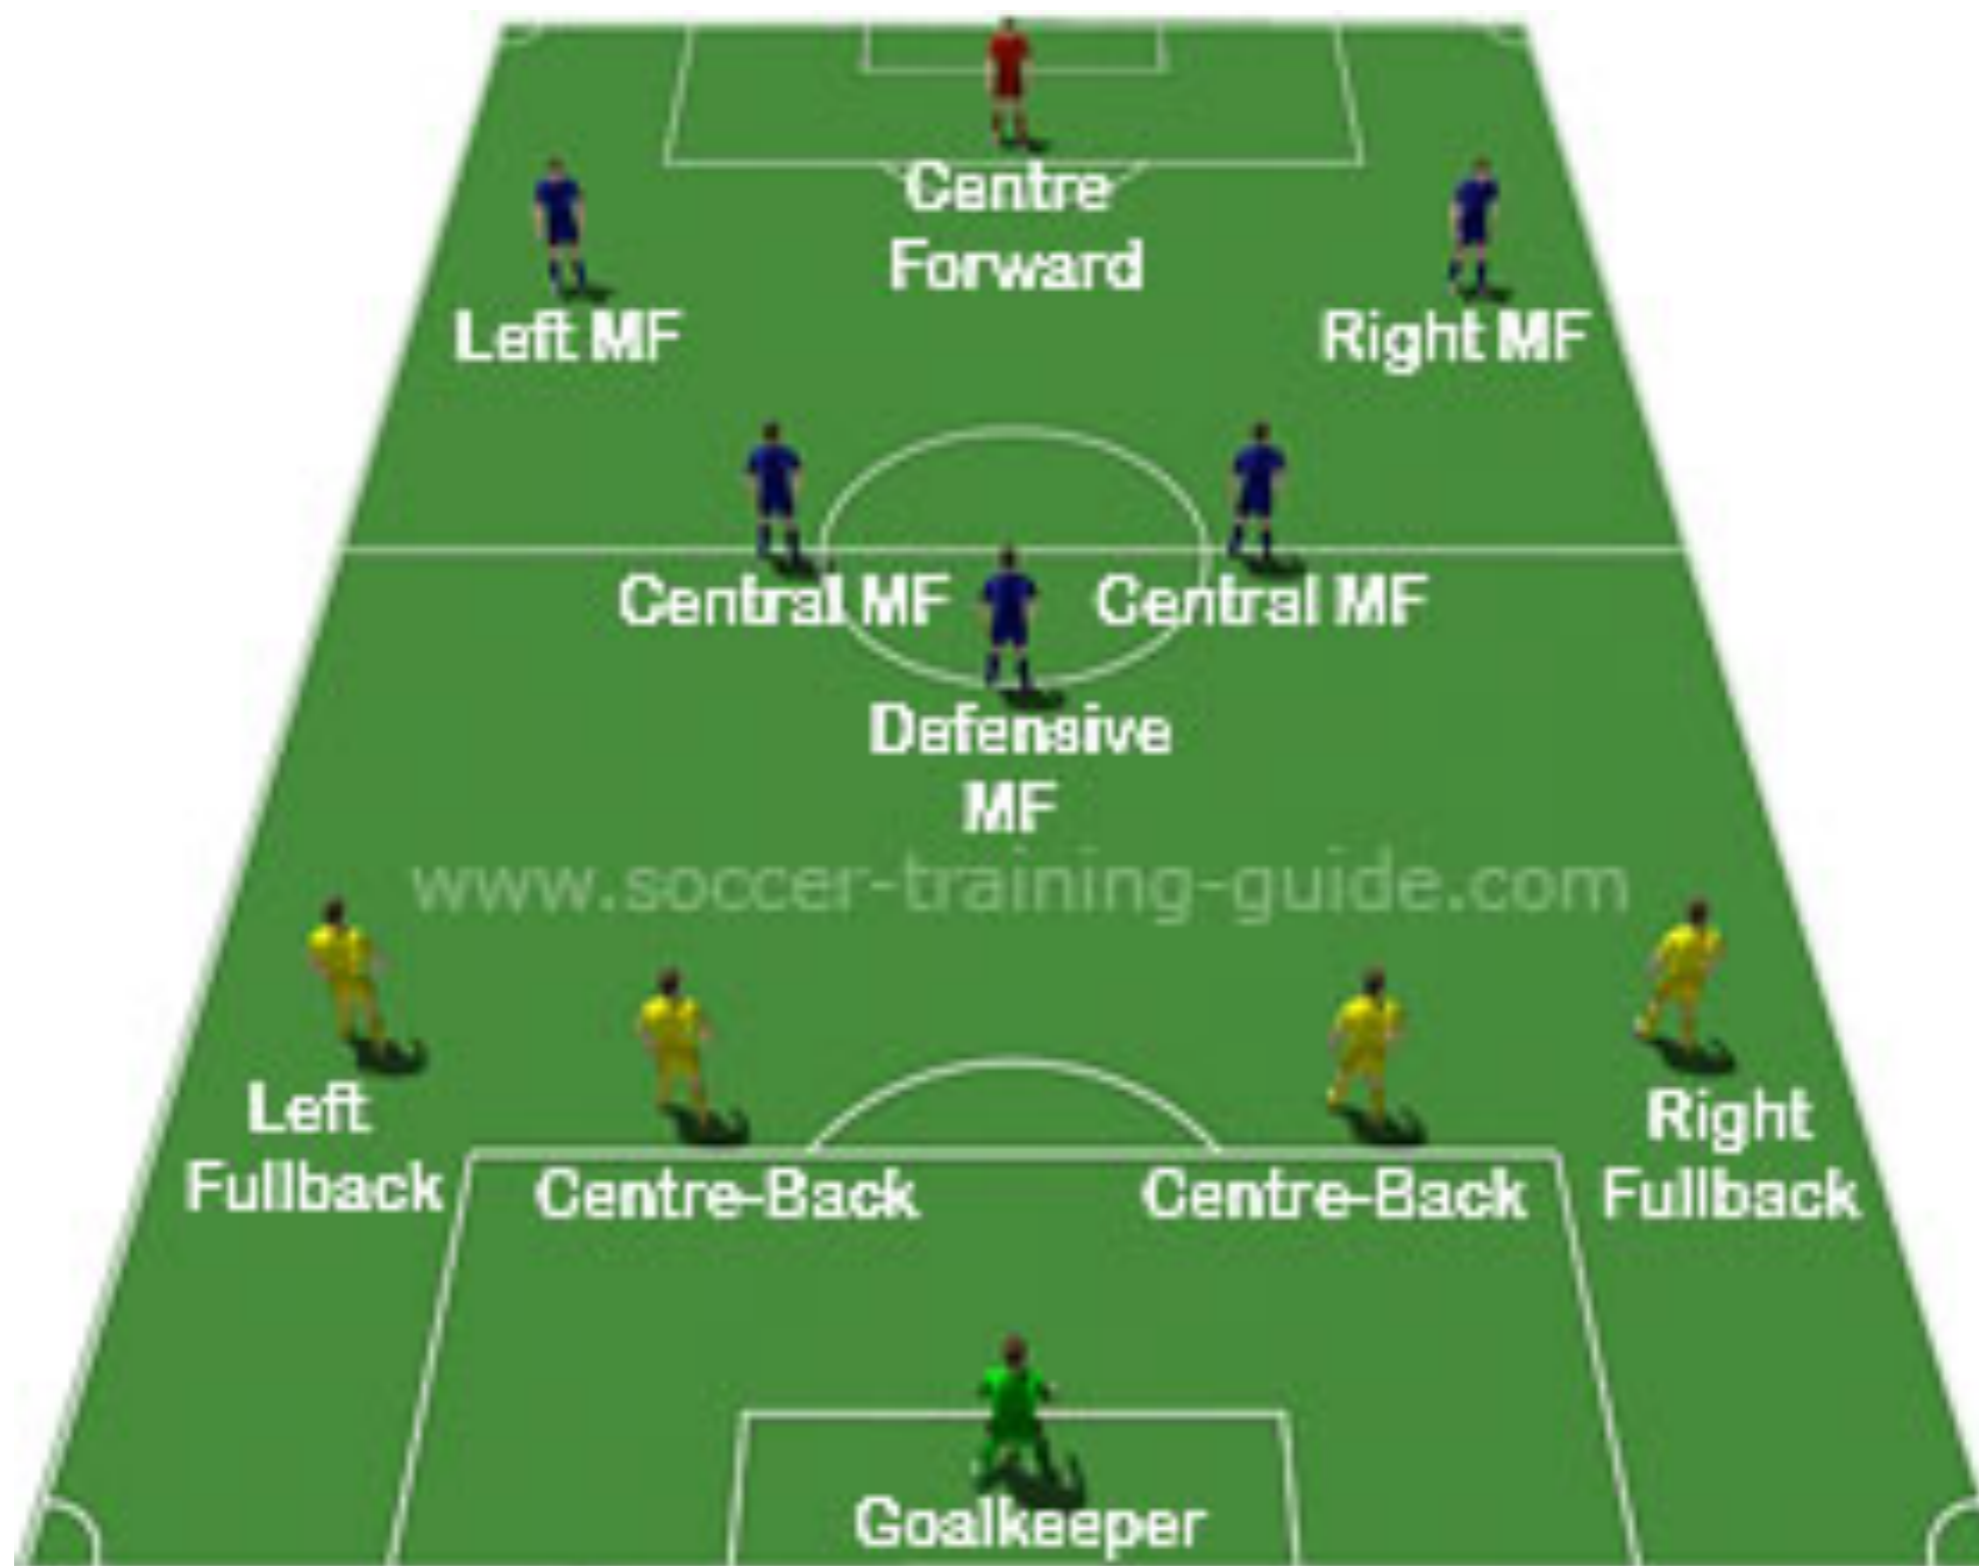 Centre
Forward
Left MF
Right MF
Central MF
Central MF
Defensive
MF
www.soccer-training-guide.com
Left
Fullback
Centre-Back
Centre-Back
Right
Fullback
Goalkeeper